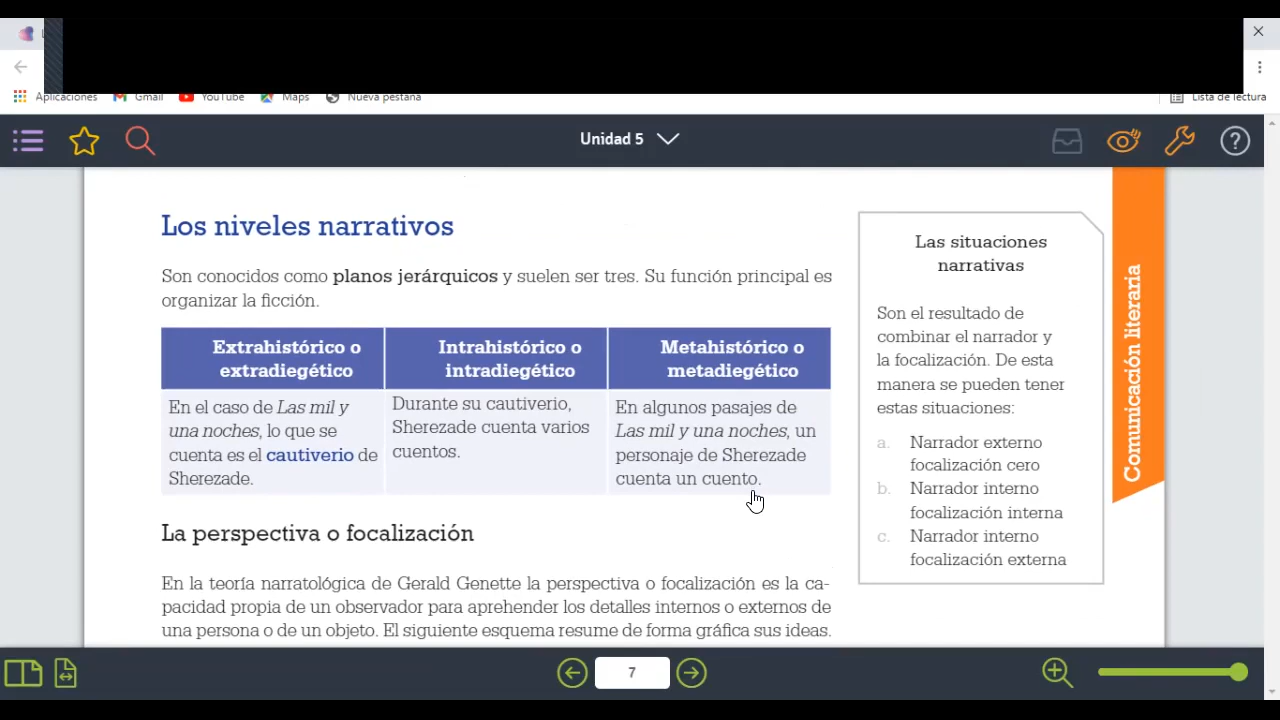 Aplicaciones
Gmail
YouTube
Maps
Nueva pestaña
Lista de lectura
Unidad 5
Los niveles narrativos
Son conocidos como planos jerárquicos y suelen ser tres. Su función principal es
organizar la ficción.
Extrahistórico o
extradiegético
Intrahistórico o
intradiegético
Metahistórico o
metadiegético
En el caso de Las mil y
una noches, lo que se
cuenta es el cautiverio de
Sherezade.
Durante su cautiverio,
Sherezade cuenta varios
cuentos.
En algunos pasajes de
Las mil y una noches, un
personaje de Sherezade
cuenta un cuento.
La perspectiva o focalización
En la teoría narratológica de Gerald Genette la perspectiva o focalización es la ca-
pacidad propia de un observador para aprehender los detalles internos o externos de
una persona o de un objeto. El siguiente esquema resume de forma gráfica sus ideas.
Las situaciones
narrativas
Son el resultado de
combinar el narrador y
la focalización. De esta
manera se pueden tener
estas situaciones:
a. Narrador externo
focalización cero
b. Narrador interno
focalización interna
c. Narrador interno
focalización externa
Comunicación literaria
7